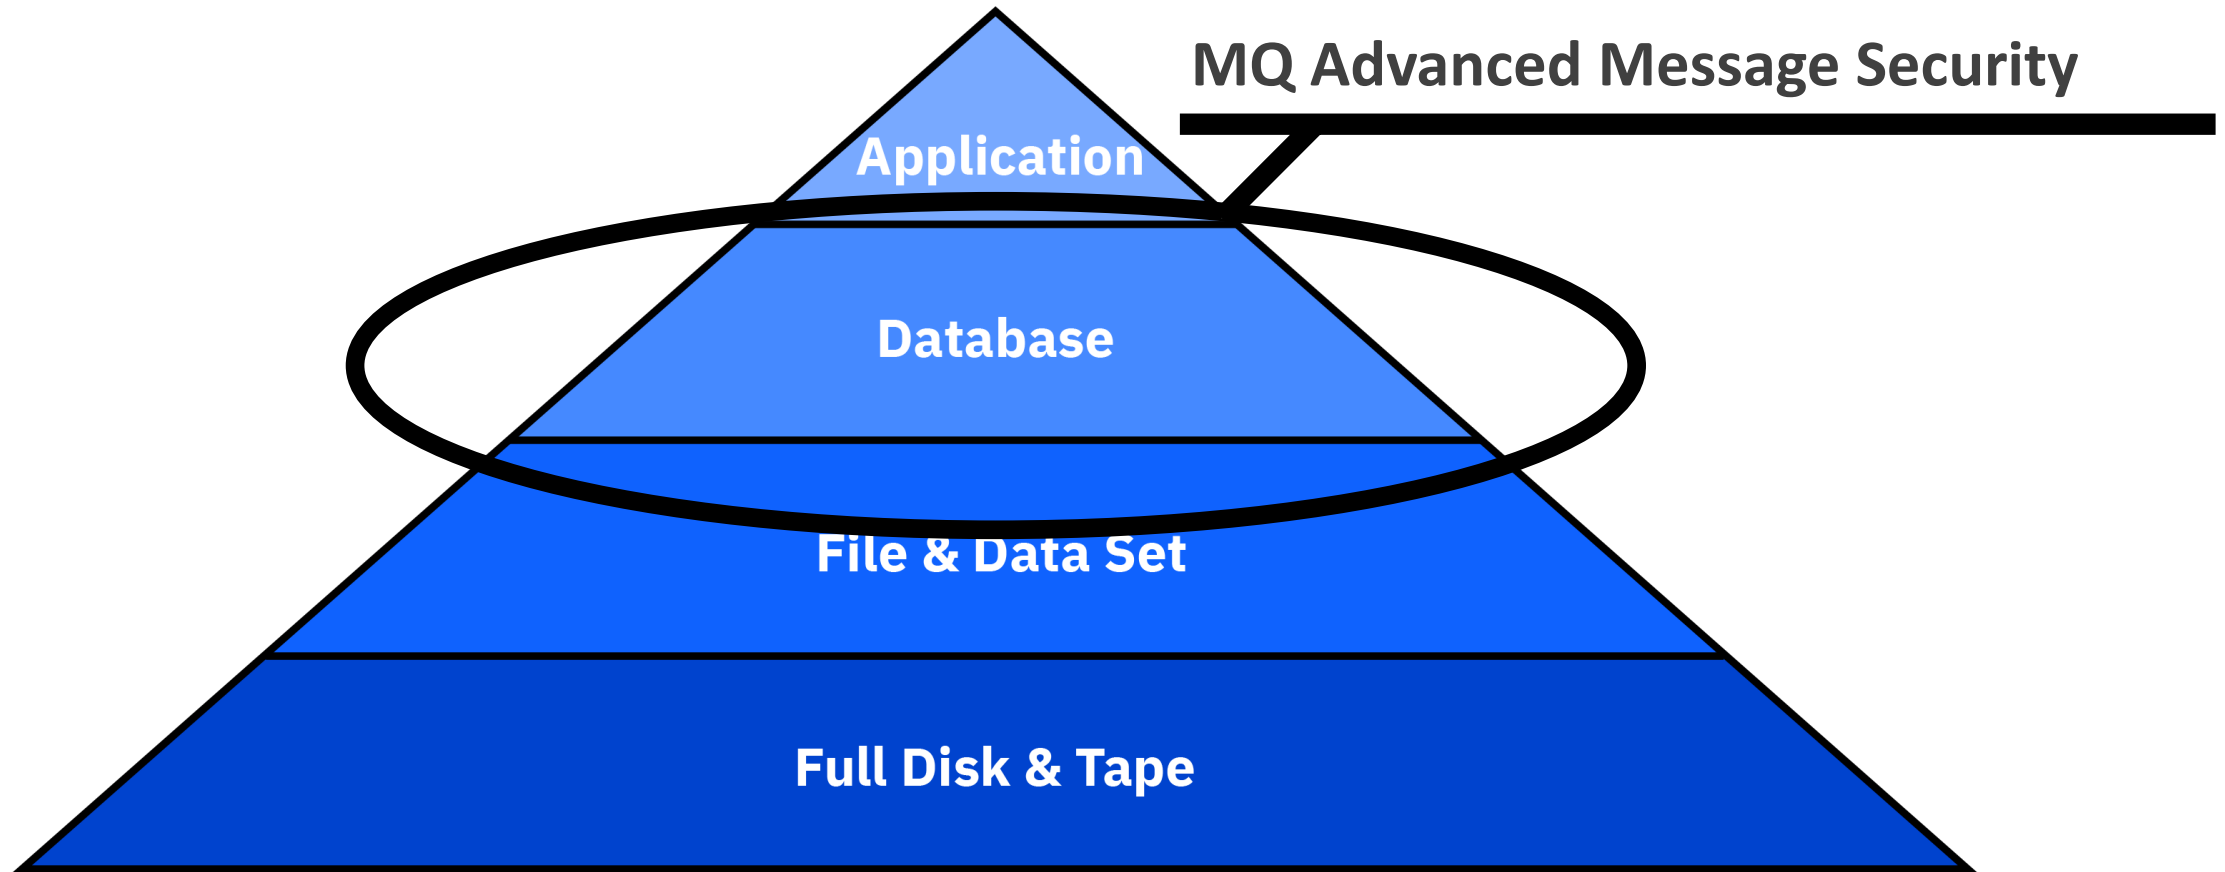 MQ Advanced Message Security
Application
Database
File & Data Set
Full Disk & Tape